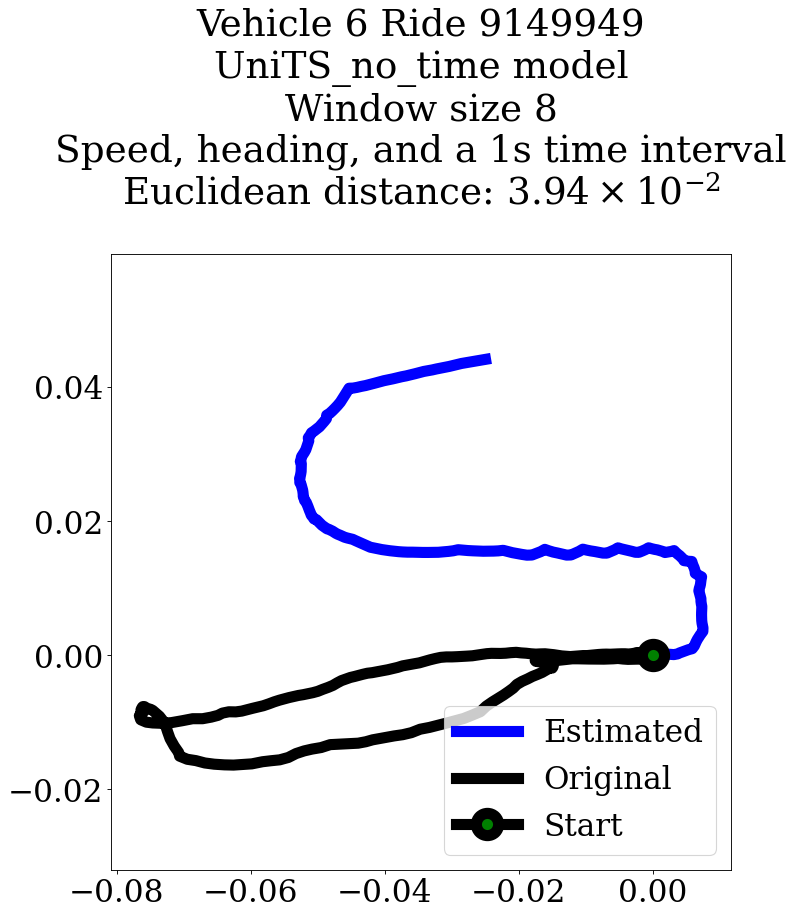 Vehicle 6 Ride 9149949
UniTS_no_time model
Window size 8
Speed, heading, and a 1s time interval
Euclidean distance: 3.94 × 10⁻²
0.04
0.02
0.00
−0.02
Estimated
Original
Start
−0.08 −0.06 −0.04 −0.02 0.00